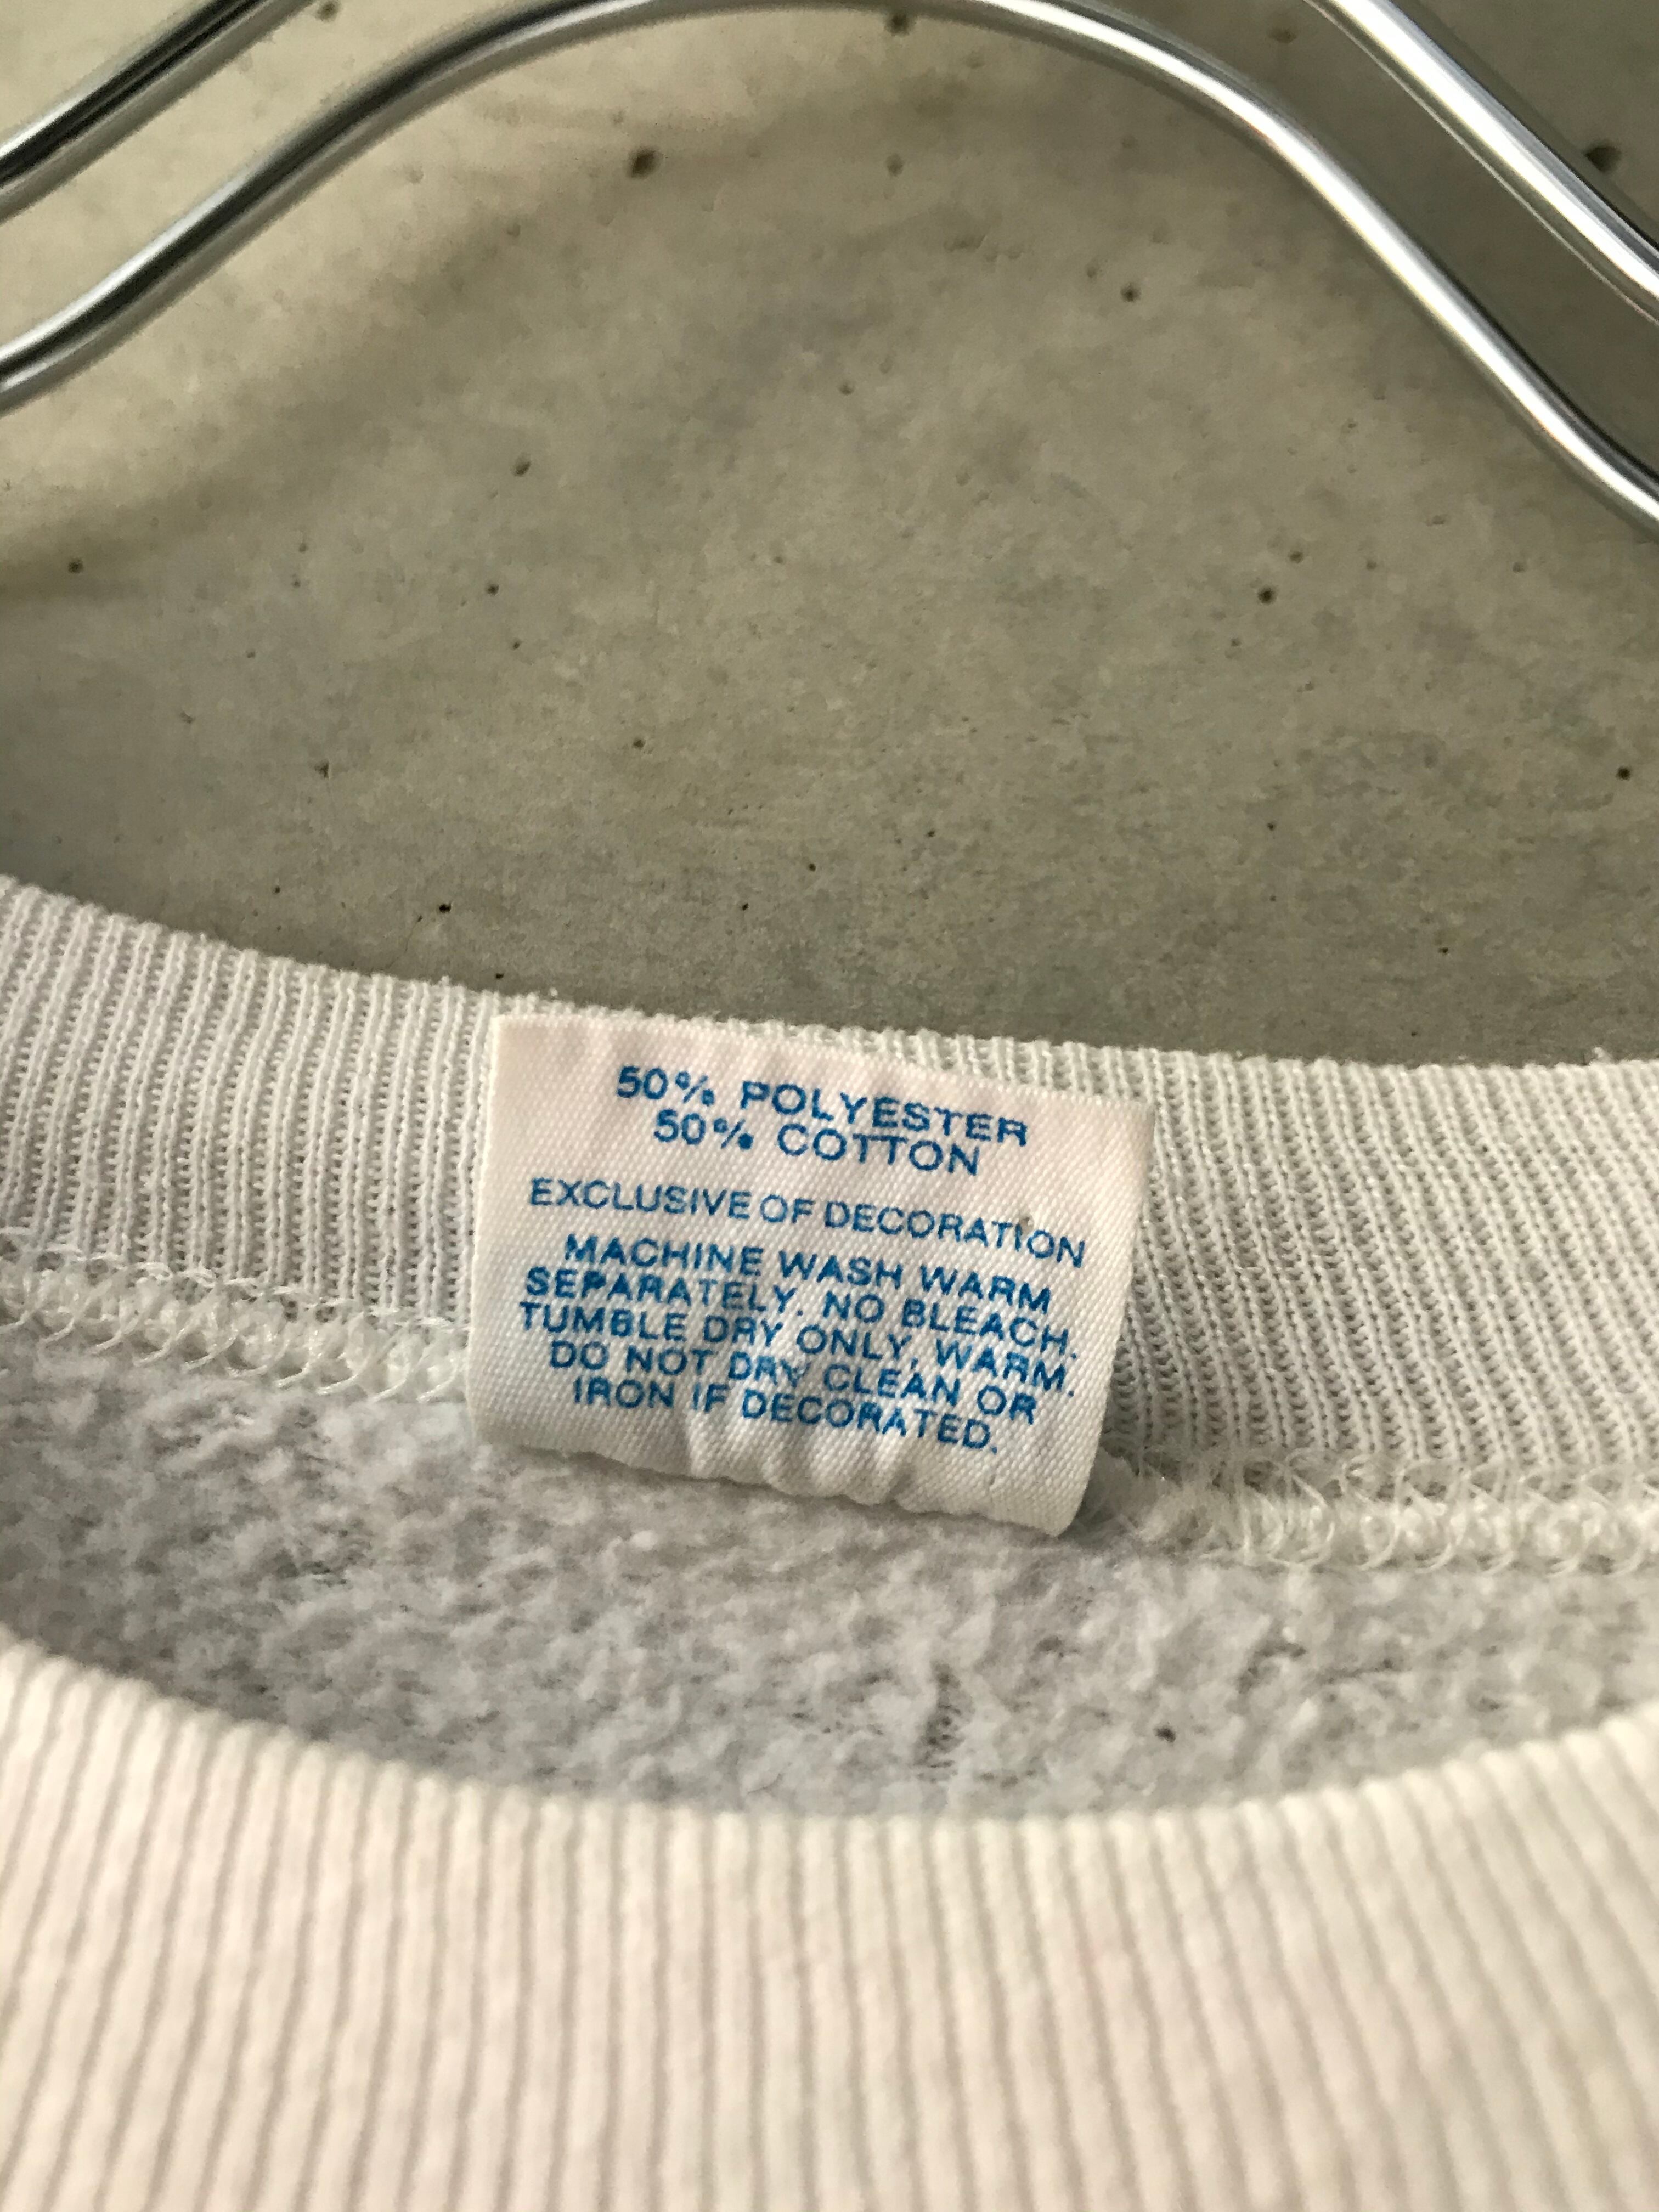 50% POLYESTER
50% COTTON
EXCLUSIVE OF DECORATION
MACHINE WASH WARM
SEPARATELY. NO BLEACH.
TUMBLE DRY ONLY, WARM.
DO NOT DRY CLEAN OR
IRON IF DECORATED.